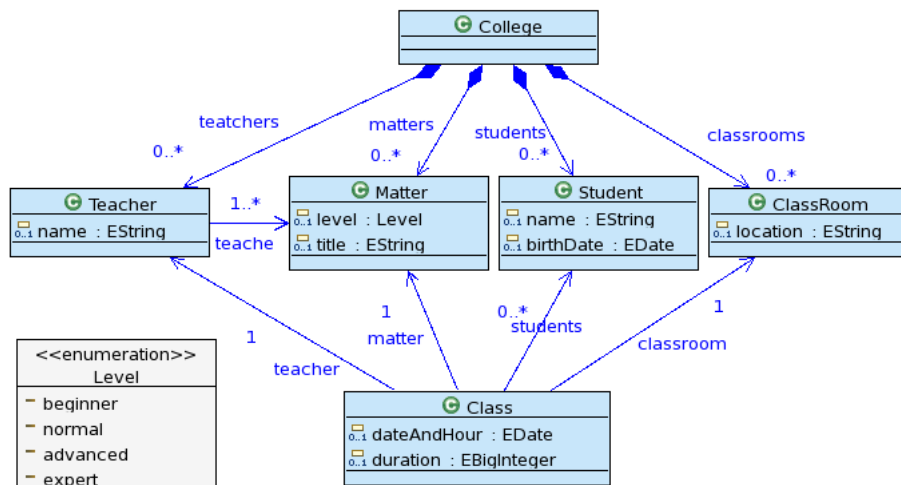 College
teatchers
matters
students
classrooms
0..*
0..*
0..*
0..*
Teacher
0..1 name : EString
1..*
teache
Matter
0..1 level : Level
0..1 title : EString
Student
0..1 name : EString
0..1 birthDate : EDate
ClassRoom
0..1 location : EString
1
teacher
1
matter
0..*
students
1
classroom
<<enumeration>>
Level
beginner
normal
advanced
expert
Class
0..1 dateAndHour : EDate
0..1 duration : EBigInteger